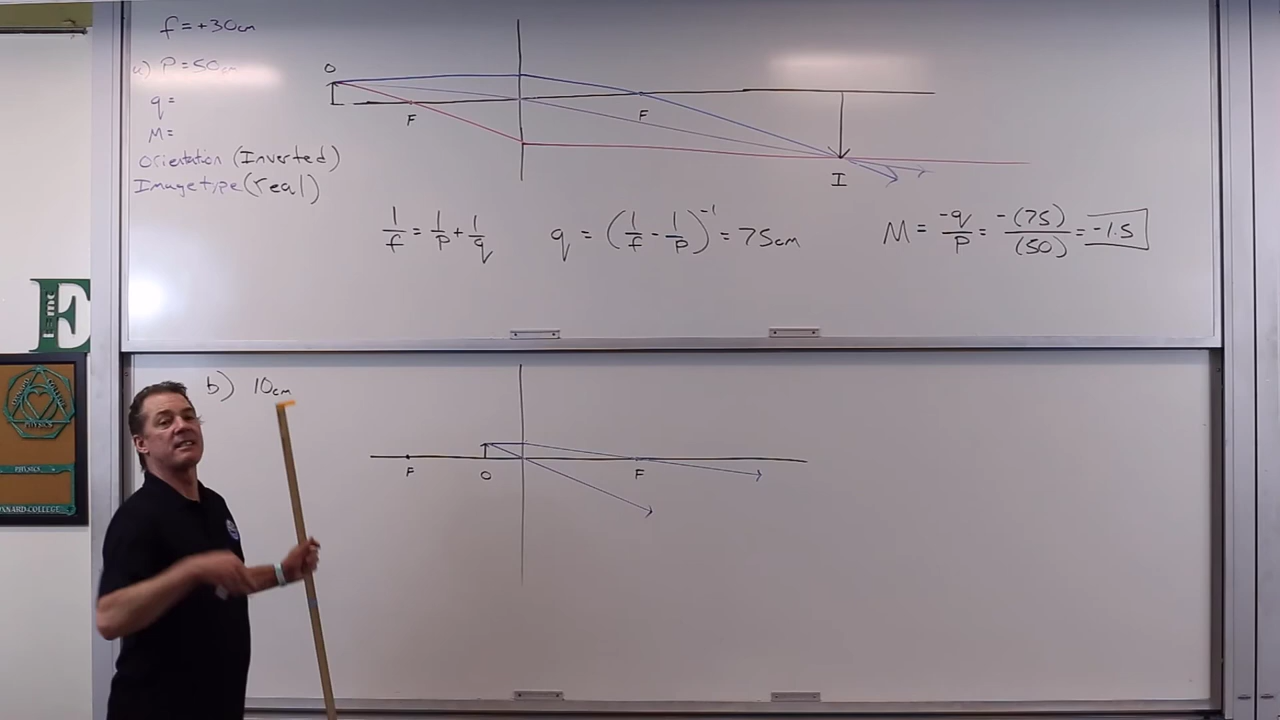 f = +30cm
a) P = 50cm
q =
M =
Orientation (Inverted)
Image type (real)
O
F
F
I
1/f = 1/p + 1/q
q = (1/f - 1/p)⁻¹ = 75cm
M = -q/p = -(75)/(50) = -1.5
E
b) 10cm
F
O
F
PHYSICS
PHYSICS